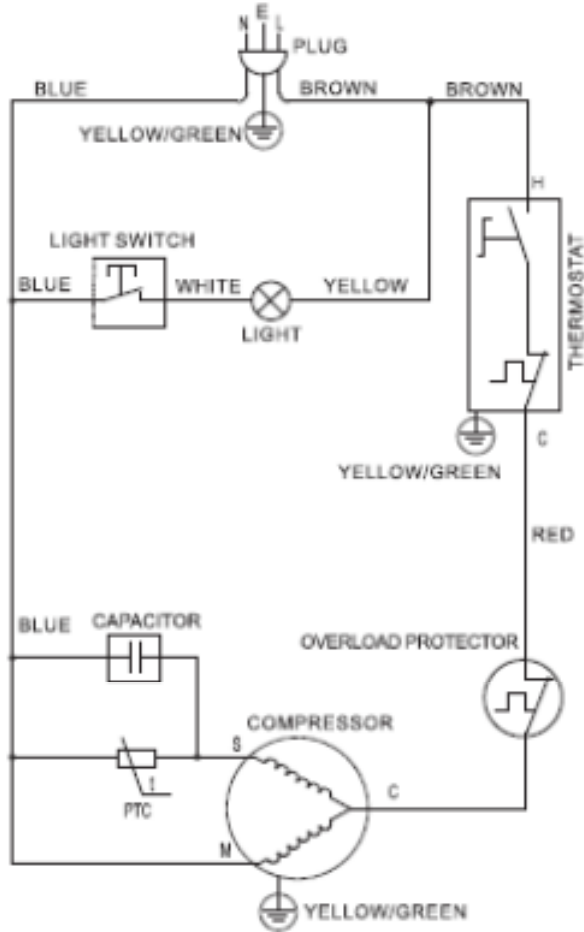 N E L
PLUG
BLUE BROWN BROWN
YELLOW/GREEN
H
LIGHT SWITCH
BLUE WHITE YELLOW
LIGHT
THERMOSTAT
C
YELLOW/GREEN
RED
BLUE CAPACITOR
OVERLOAD PROTECTOR
COMPRESSOR
S
t
PTC
C
M
YELLOW/GREEN